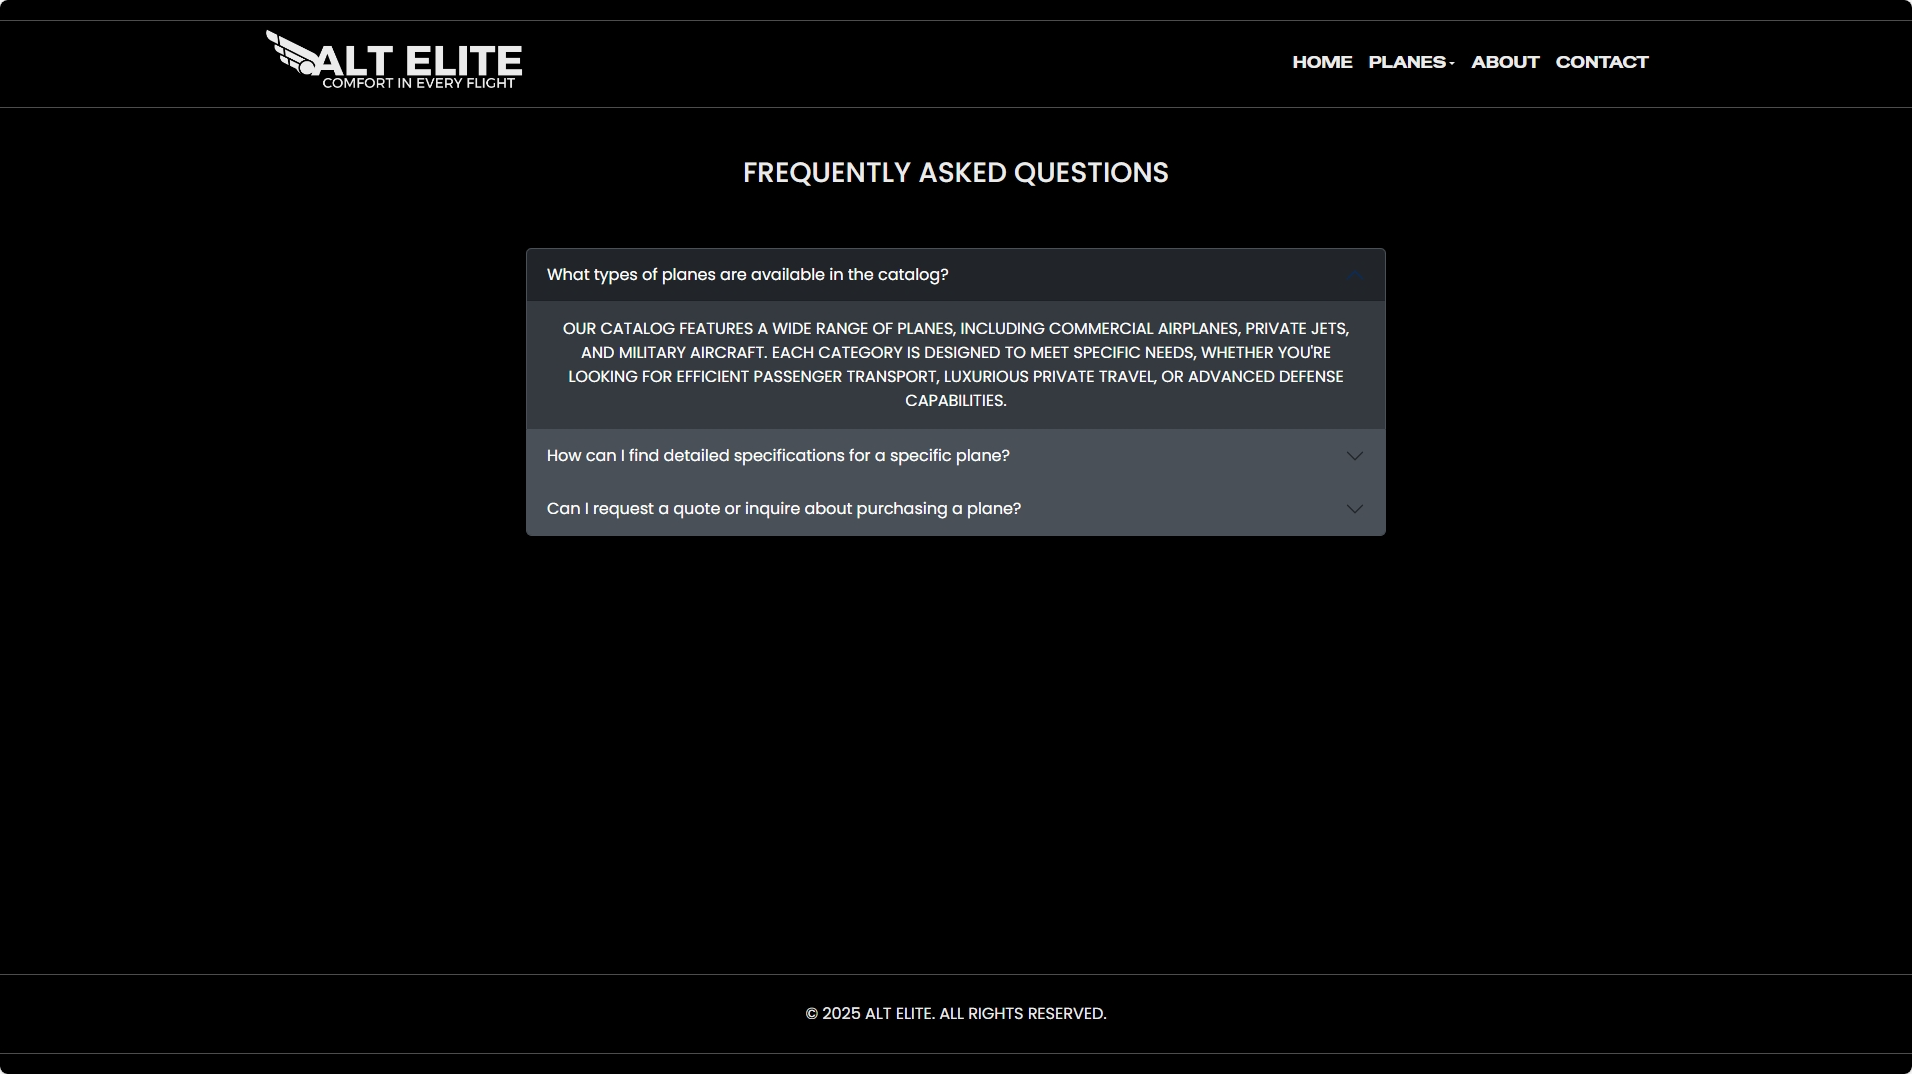 ALT ELITE
COMFORT IN EVERY FLIGHT
HOME PLANES ABOUT CONTACT
FREQUENTLY ASKED QUESTIONS
What types of planes are available in the catalog?
OUR CATALOG FEATURES A WIDE RANGE OF PLANES, INCLUDING COMMERCIAL AIRPLANES, PRIVATE JETS,
AND MILITARY AIRCRAFT. EACH CATEGORY IS DESIGNED TO MEET SPECIFIC NEEDS, WHETHER YOU'RE
LOOKING FOR EFFICIENT PASSENGER TRANSPORT, LUXURIOUS PRIVATE TRAVEL, OR ADVANCED DEFENSE
CAPABILITIES.
How can I find detailed specifications for a specific plane?
Can I request a quote or inquire about purchasing a plane?
© 2025 ALT ELITE. ALL RIGHTS RESERVED.